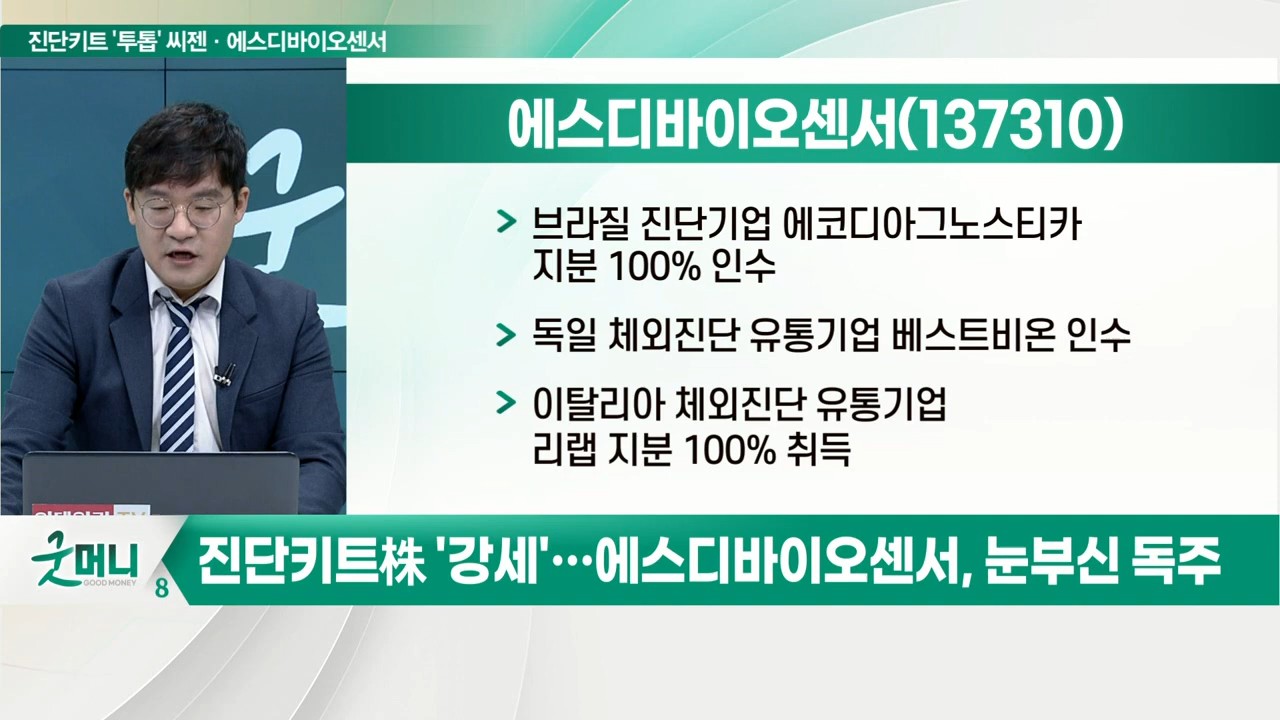 진단키트 '투톱' 씨젠 · 에스디바이오센서
에스디바이오센서(137310)
> 브라질 진단기업 에코디아그노스티카
지분 100% 인수
> 독일 체외진단 유통기업 베스트비온 인수
> 이탈리아 체외진단 유통기업
리랩 지분 100% 취득
굿머니
GOOD MONEY
8
진단키트株 '강세'…에스디바이오센서, 눈부신 독주